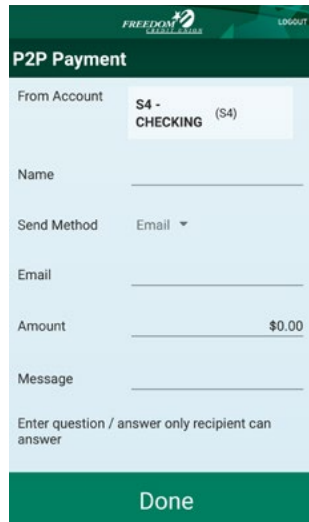 FREEDOM
CREDIT UNION
LOGOUT
P2P Payment
From Account
S4 -
CHECKING
(S4)
Name
Send Method
Email
Email
Amount
$0.00
Message
Enter question / answer only recipient can
answer
Done